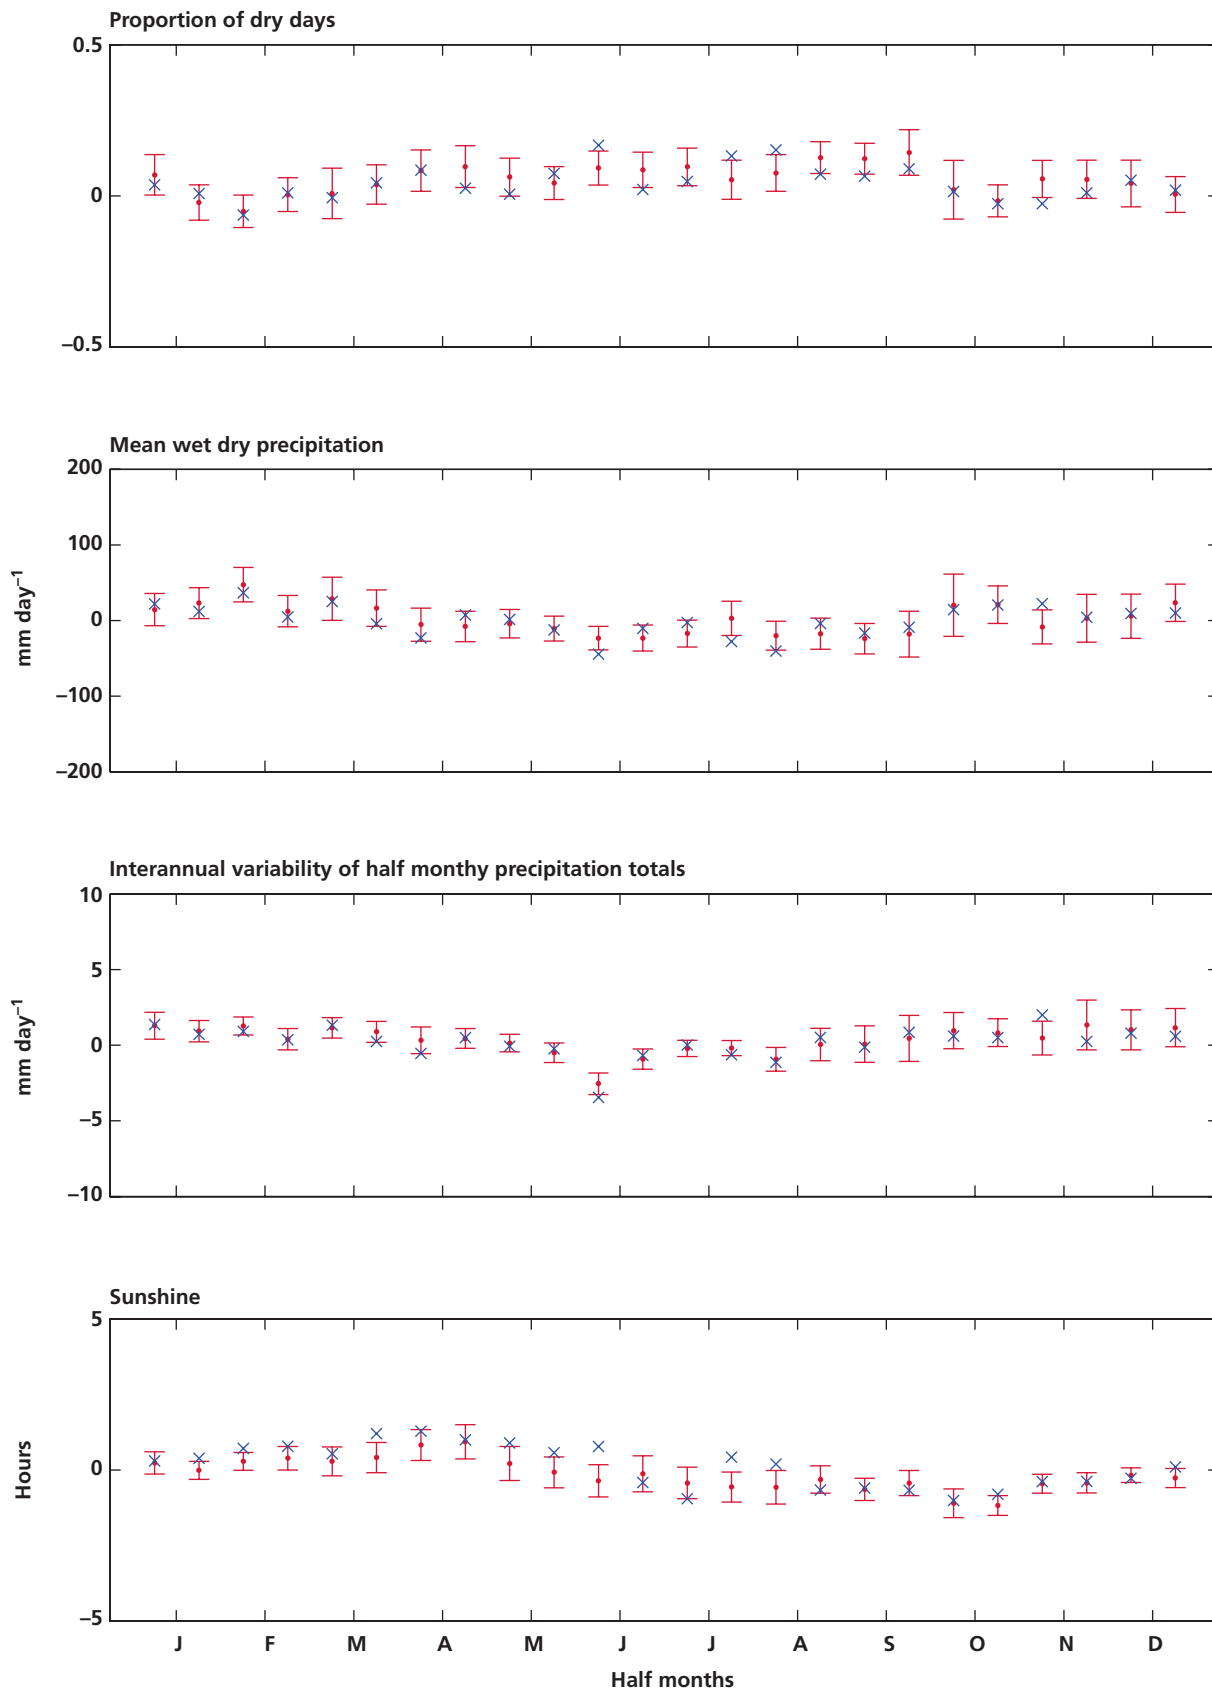 Proportion of dry days
0.5
0
–0.5
Mean wet dry precipitation
200
100
0
–100
–200
mm day–1
Interannual variability of half monthy precipitation totals
10
5
0
–5
–10
mm day–1
Sunshine
5
0
–5
Hours
J F M A M J J A S O N D
Half months